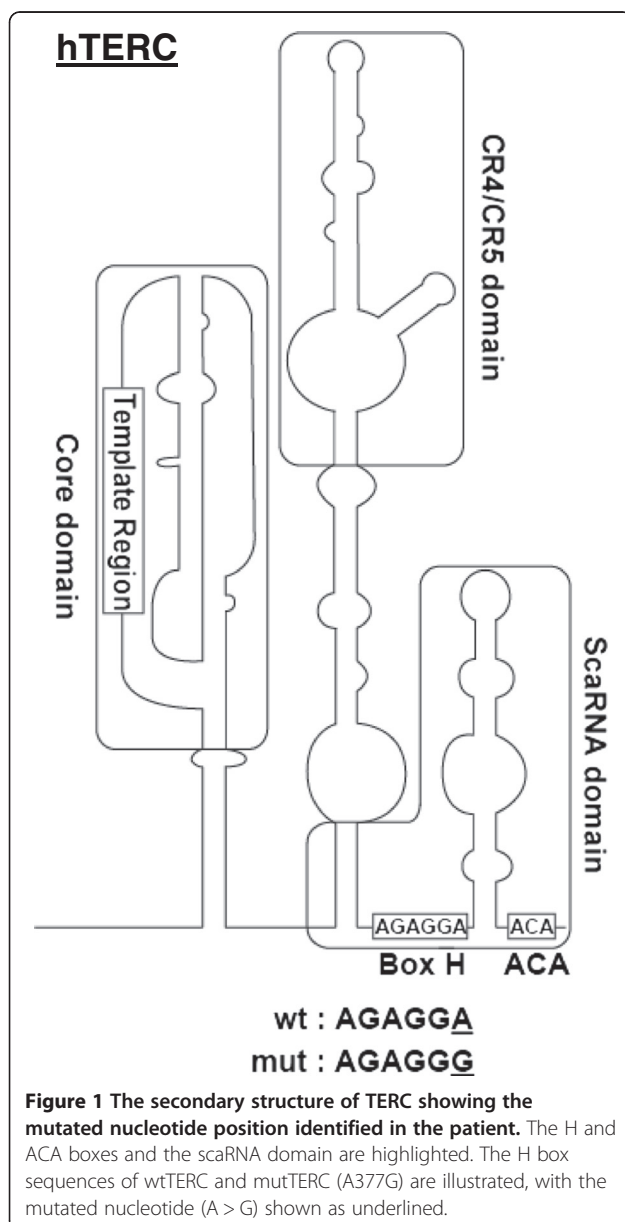 hTERC
CR4/CR5 domain
Core domain
Template Region
ScaRNA domain
AGAGGA
ACA
Box H
ACA
wt : AGAGGA
mut : AGAGGG
Figure 1 The secondary structure of TERC showing the
mutated nucleotide position identified in the patient. The H and
ACA boxes and the scaRNA domain are highlighted. The H box
sequences of wtTERC and mutTERC (A377G) are illustrated, with the
mutated nucleotide (A > G) shown as underlined.